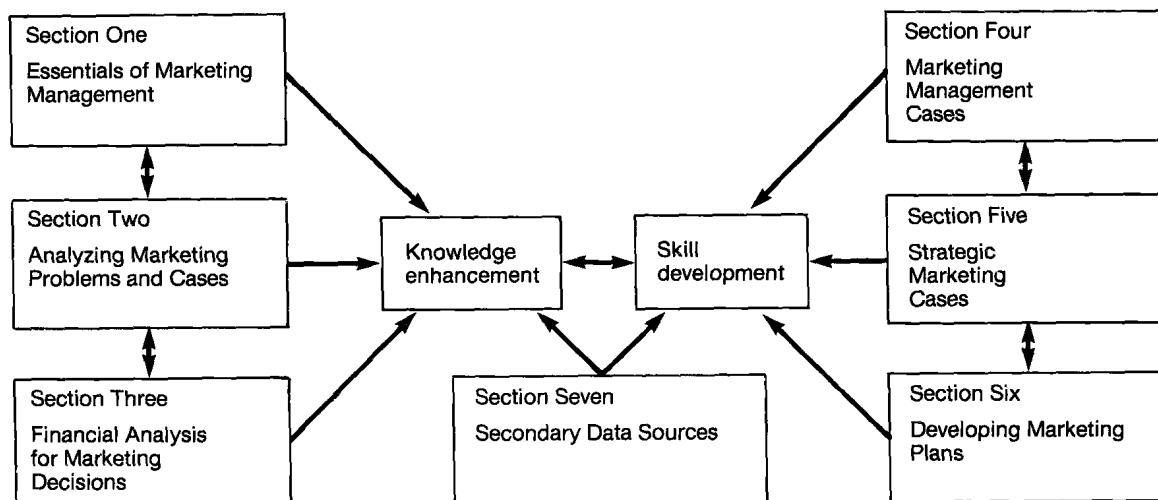 Section One
Essentials of Marketing
Management
Section Two
Analyzing Marketing
Problems and Cases
Section Three
Financial Analysis
for Marketing
Decisions
Knowledge
enhancement
Skill
development
Section Seven
Secondary Data Sources
Section Four
Marketing
Management
Cases
Section Five
Strategic
Marketing
Cases
Section Six
Developing Marketing
Plans